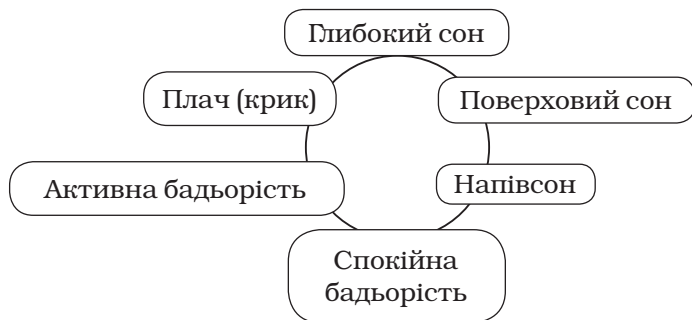 Глибокий сон
Плач (крик)
Поверховий сон
Активна бадьорість
Напівсон
Спокійна
бадьорість